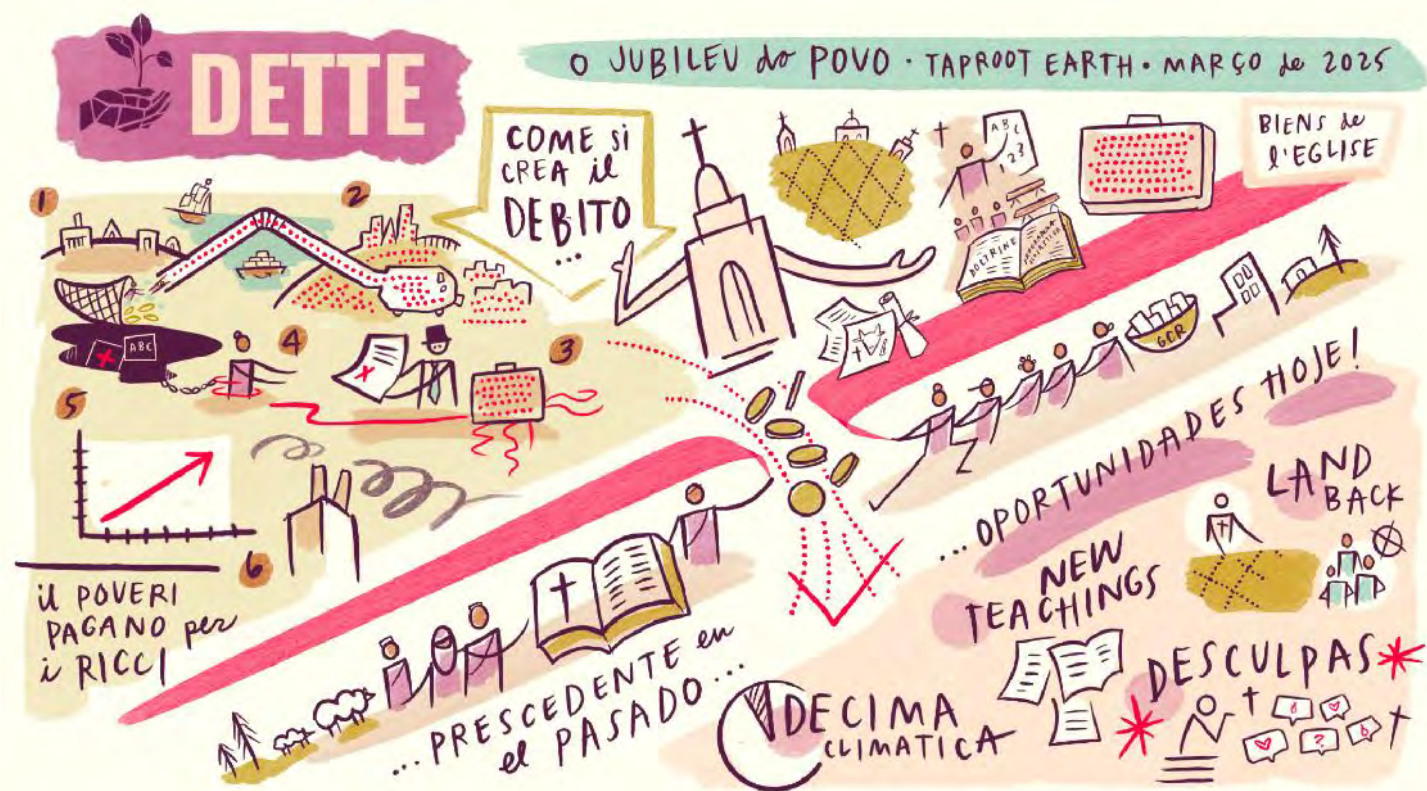 DETTE
O JUBILEU do POVO · TAPROOT EARTH · MARÇO de 2025
COME SI
CREA il
DEBITO
...
BIENS de
l'EGLISE
ABC
123
DOCTRINE
GCR
1
2
3
4
ABC
5
6
il POVERI
PAGANO per
i RICCI
...PRESCEDENTE en
el PASADO...
...OPORTUNIDADES HOJE!
LAND
BACK
NEW
TEACHINGS
DESCULPAS
DECIMA
CLIMATICA
?